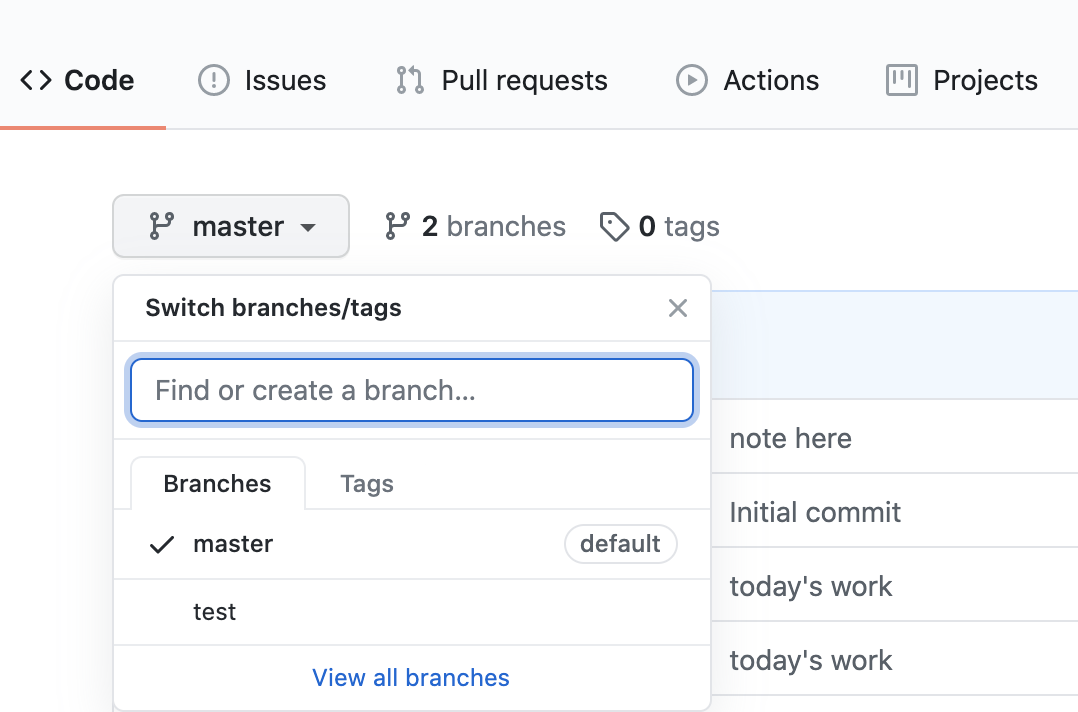 Code Issues Pull requests Actions Projects
master 2 branches 0 tags
Switch branches/tags
Find or create a branch...
note here
Branches Tags
Initial commit
master default
today's work
test
today's work
View all branches